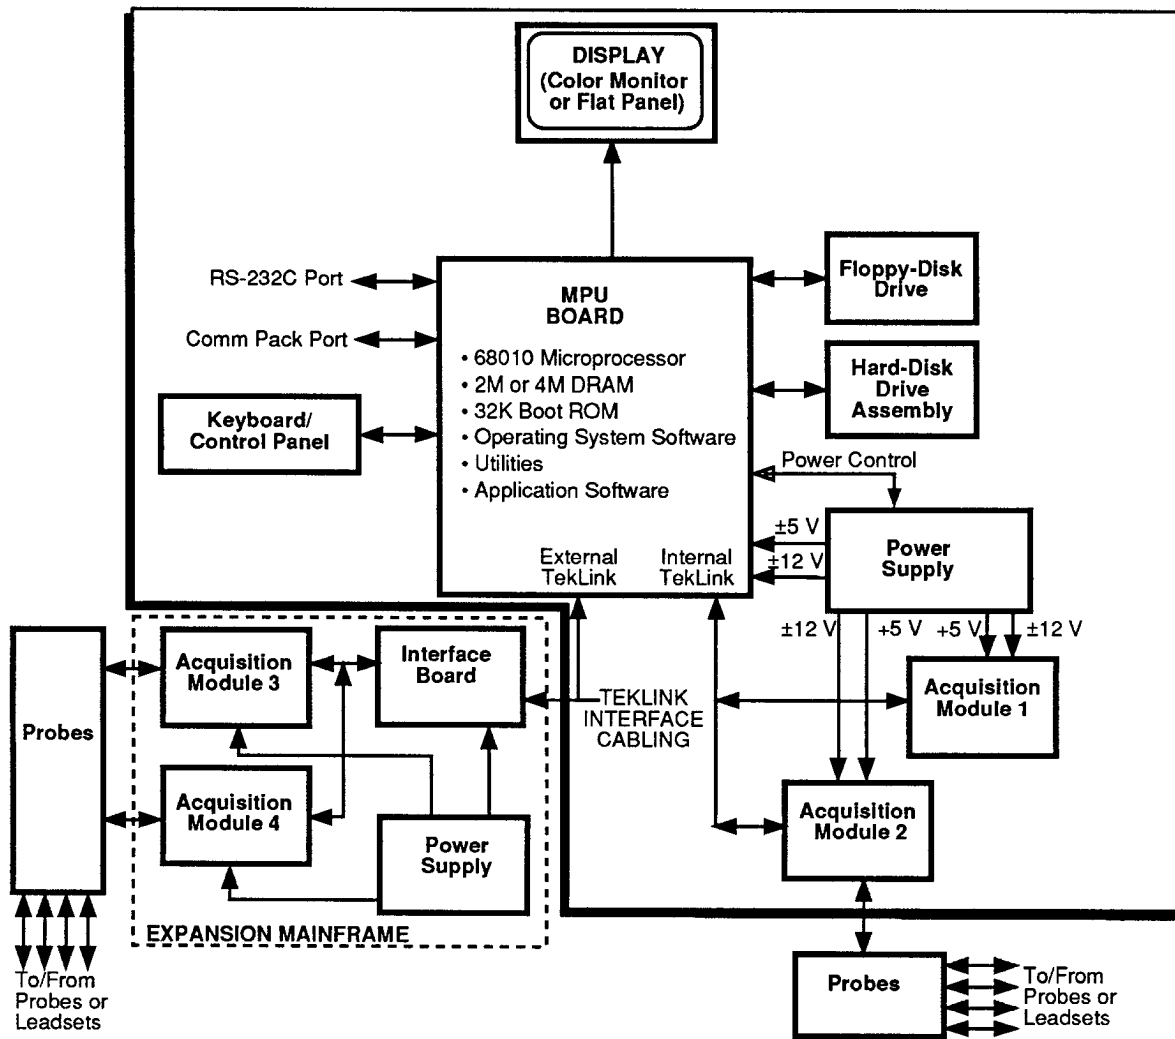 DISPLAY
(Color Monitor
or Flat Panel)
RS-232C Port
Comm Pack Port
Keyboard/
Control Panel
MPU
BOARD
• 68010 Microprocessor
• 2M or 4M DRAM
• 32K Boot ROM
• Operating System Software
• Utilities
• Application Software
External
TekLink
Internal
TekLink
Floppy-Disk
Drive
Hard-Disk
Drive
Assembly
Power Control
±5 V
±12 V
Power
Supply
±12 V
+5 V
+5 V
±12 V
Acquisition
Module 1
Acquisition
Module 2
TEKLINK
INTERFACE
CABLING
Probes
Acquisition
Module 3
Interface
Board
Acquisition
Module 4
Power
Supply
EXPANSION MAINFRAME
To/From
Probes or
Leadsets
Probes
To/From
Probes or
Leadsets